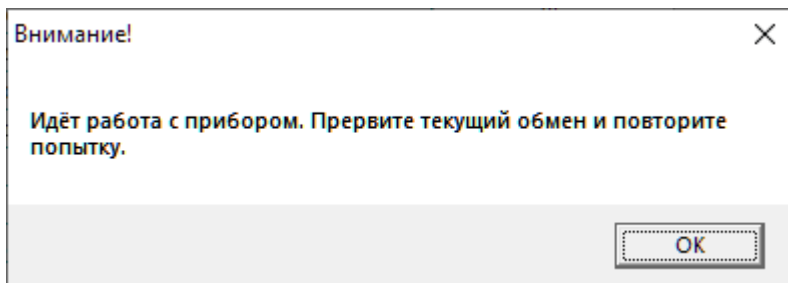 Внимание!
Идёт работа с прибором. Прервите текущий обмен и повторите
попытку.
OK